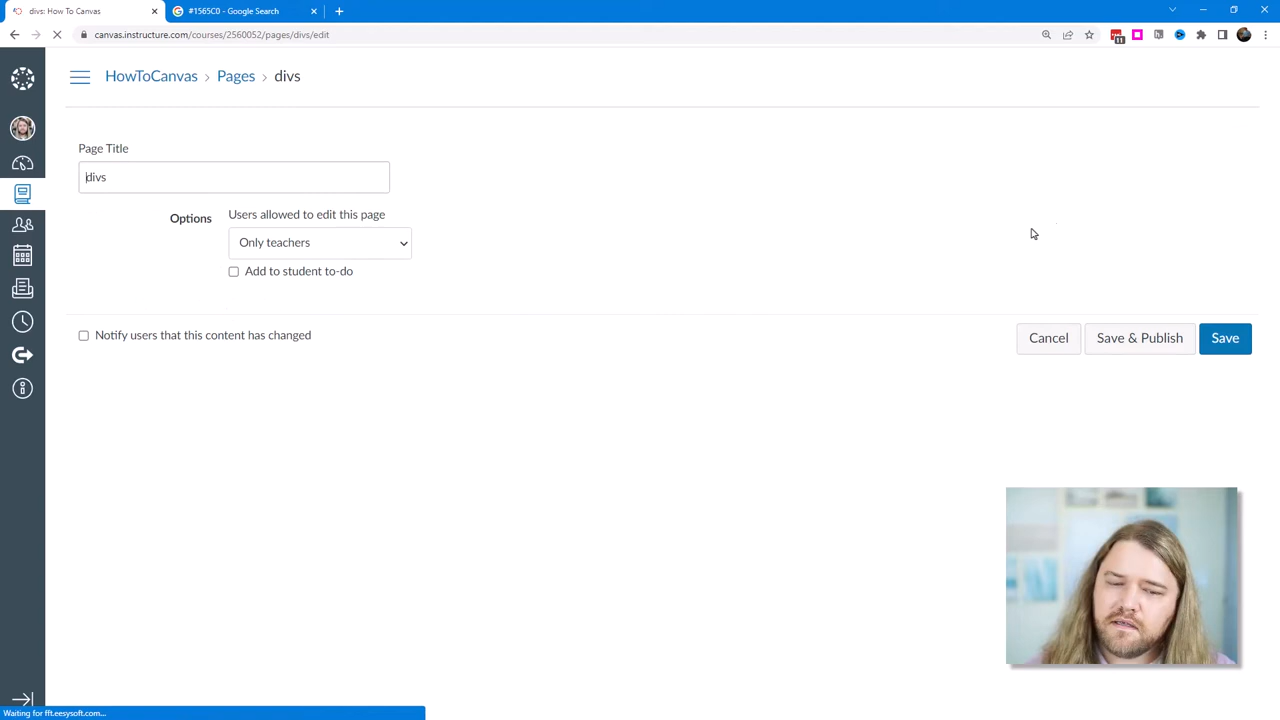 divs: How To Canvas
#1565C0 - Google Search
canvas.instructure.com/courses/2560052/pages/divs/edit
11
HowToCanvas > Pages > divs
Page Title
divs
Options
Users allowed to edit this page
Only teachers
Add to student to-do
Notify users that this content has changed
Cancel
Save & Publish
Save
Waiting for fft.eesysoft.com...